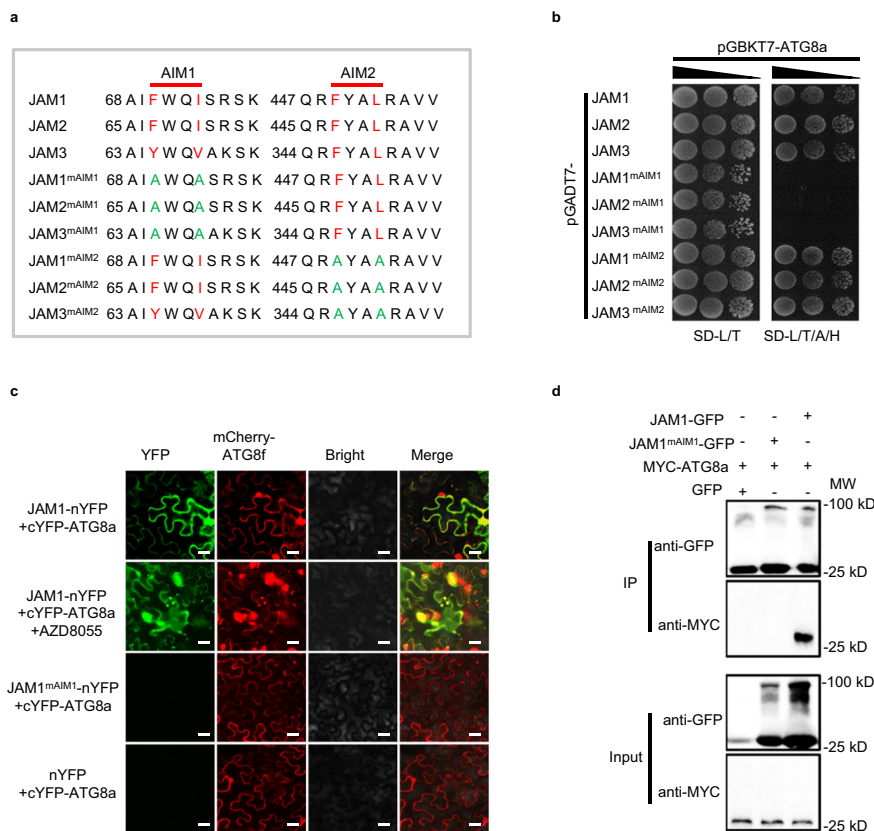 a
AIM1 AIM2
JAM1 68 A I F W Q I S R S K 447 Q R F Y A L R A V V
JAM2 65 A I F W Q I S R S K 445 Q R F Y A L R A V V
JAM3 63 A I Y W Q V A K S K 344 Q R F Y A L R A V V
JAM1mAIM1 68 A I A W Q A S R S K 447 Q R F Y A L R A V V
JAM2mAIM1 65 A I A W Q A S R S K 445 Q R F Y A L R A V V
JAM3mAIM1 63 A I A W Q A A K S K 344 Q R F Y A L R A V V
JAM1mAIM2 68 A I F W Q I S R S K 447 Q R A Y A A R A V V
JAM2mAIM2 65 A I F W Q I S R S K 445 Q R A Y A A R A V V
JAM3mAIM2 63 A I Y W Q V A K S K 344 Q R A Y A A R A V V
b
pGBKT7-ATG8a
pGADT7-
JAM1
JAM2
JAM3
JAM1mAIM1
JAM2mAIM1
JAM3mAIM1
JAM1mAIM2
JAM2mAIM2
JAM3mAIM2
SD-L/T SD-L/T/A/H
c
YFP mCherry-ATG8f Bright Merge
JAM1-nYFP
+cYFP-ATG8a
JAM1-nYFP
+cYFP-ATG8a
+AZD8055
JAM1mAIM1-nYFP
+cYFP-ATG8a
nYFP
+cYFP-ATG8a
d
JAM1-GFP - - +
JAM1mAIM1-GFP - + -
MYC-ATG8a + + +
GFP + - -
MW
IP
anti-GFP
-100 kD
-25 kD
anti-MYC
-25 kD
Input
anti-GFP
-100 kD
-25 kD
anti-MYC
-25 kD